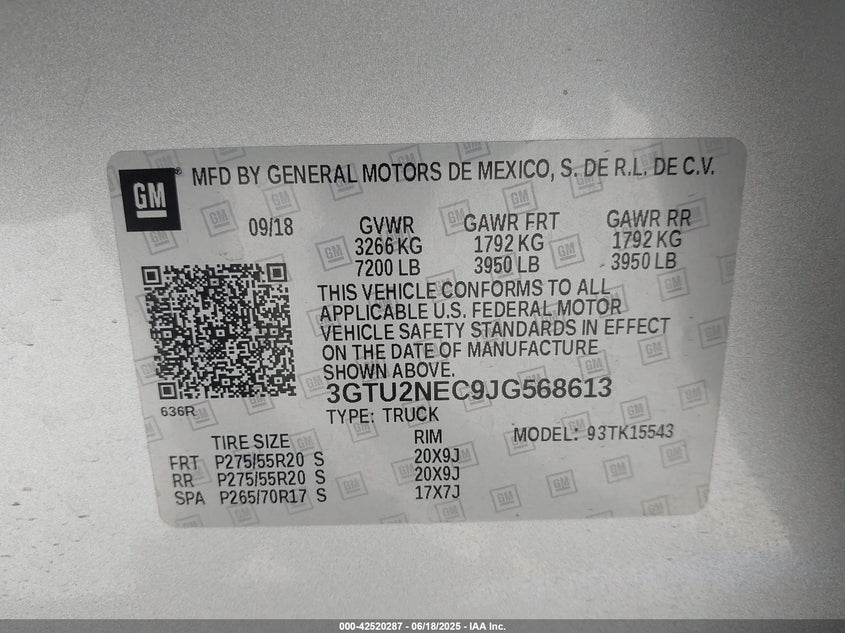 GM ® MFD BY GENERAL MOTORS DE MEXICO, S. DE R.L. DE C.V.
09/18 GVWR GAWR FRT GAWR RR
3266 KG 1792 KG 1792 KG
7200 LB 3950 LB 3950 LB
THIS VEHICLE CONFORMS TO ALL
APPLICABLE U.S. FEDERAL MOTOR
VEHICLE SAFETY STANDARDS IN EFFECT
ON THE DATE OF MANUFACTURE
SHOWN ABOVE.
3GTU2NEC9JG568613
636R TYPE: TRUCK
TIRE SIZE RIM MODEL: 93TK15543
FRT P275/55R20 S 20X9J
RR P275/55R20 S 20X9J
SPA P265/70R17 S 17X7J
000-42520287 - 06/18/2025 - IAA Inc.